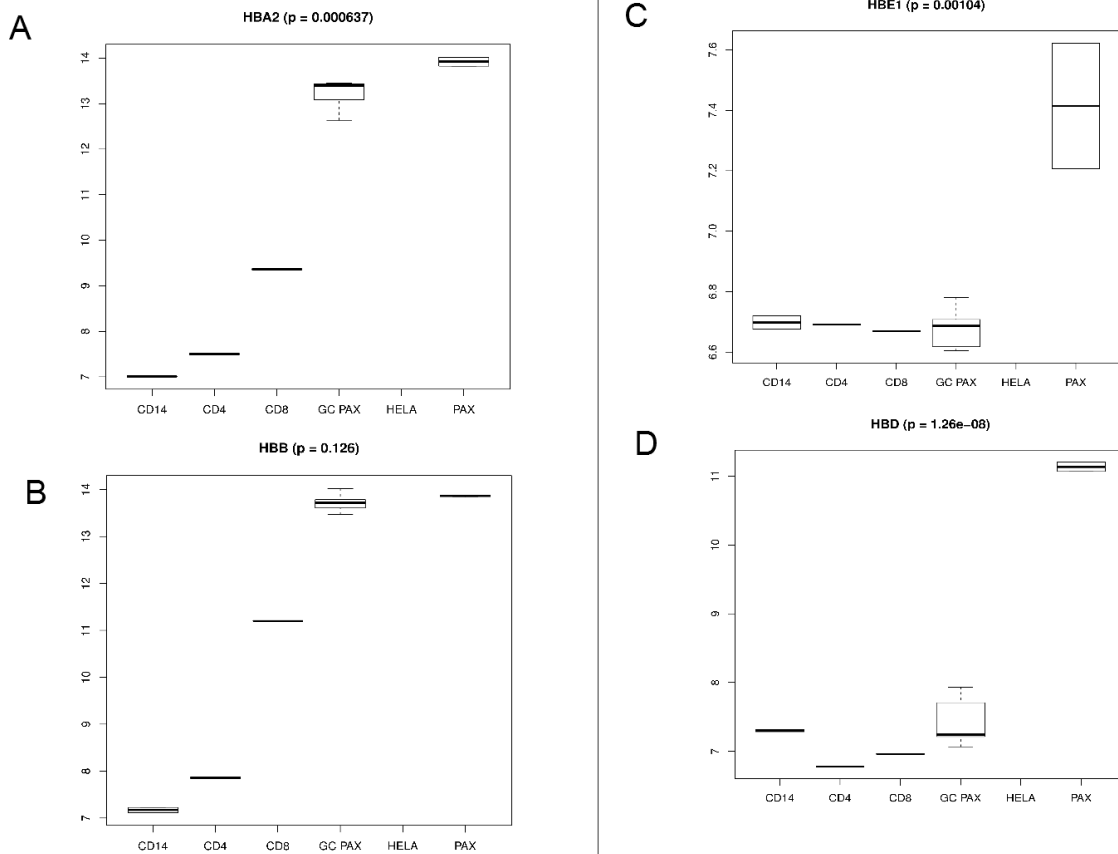 A
HBA2 (p = 0.000637)
14
13
12
11
10
9
8
7
CD14 CD4 CD8 GC PAX HELA PAX
B
HBB (p = 0.126)
14
13
12
11
10
9
8
7
CD14 CD4 CD8 GC PAX HELA PAX
C
HBE1 (p = 0.00104)
7.6
7.4
7.2
7.0
6.8
6.6
CD14 CD4 CD8 GC PAX HELA PAX
D
HBD (p = 1.26e−08)
11
10
9
8
7
CD14 CD4 CD8 GC PAX HELA PAX